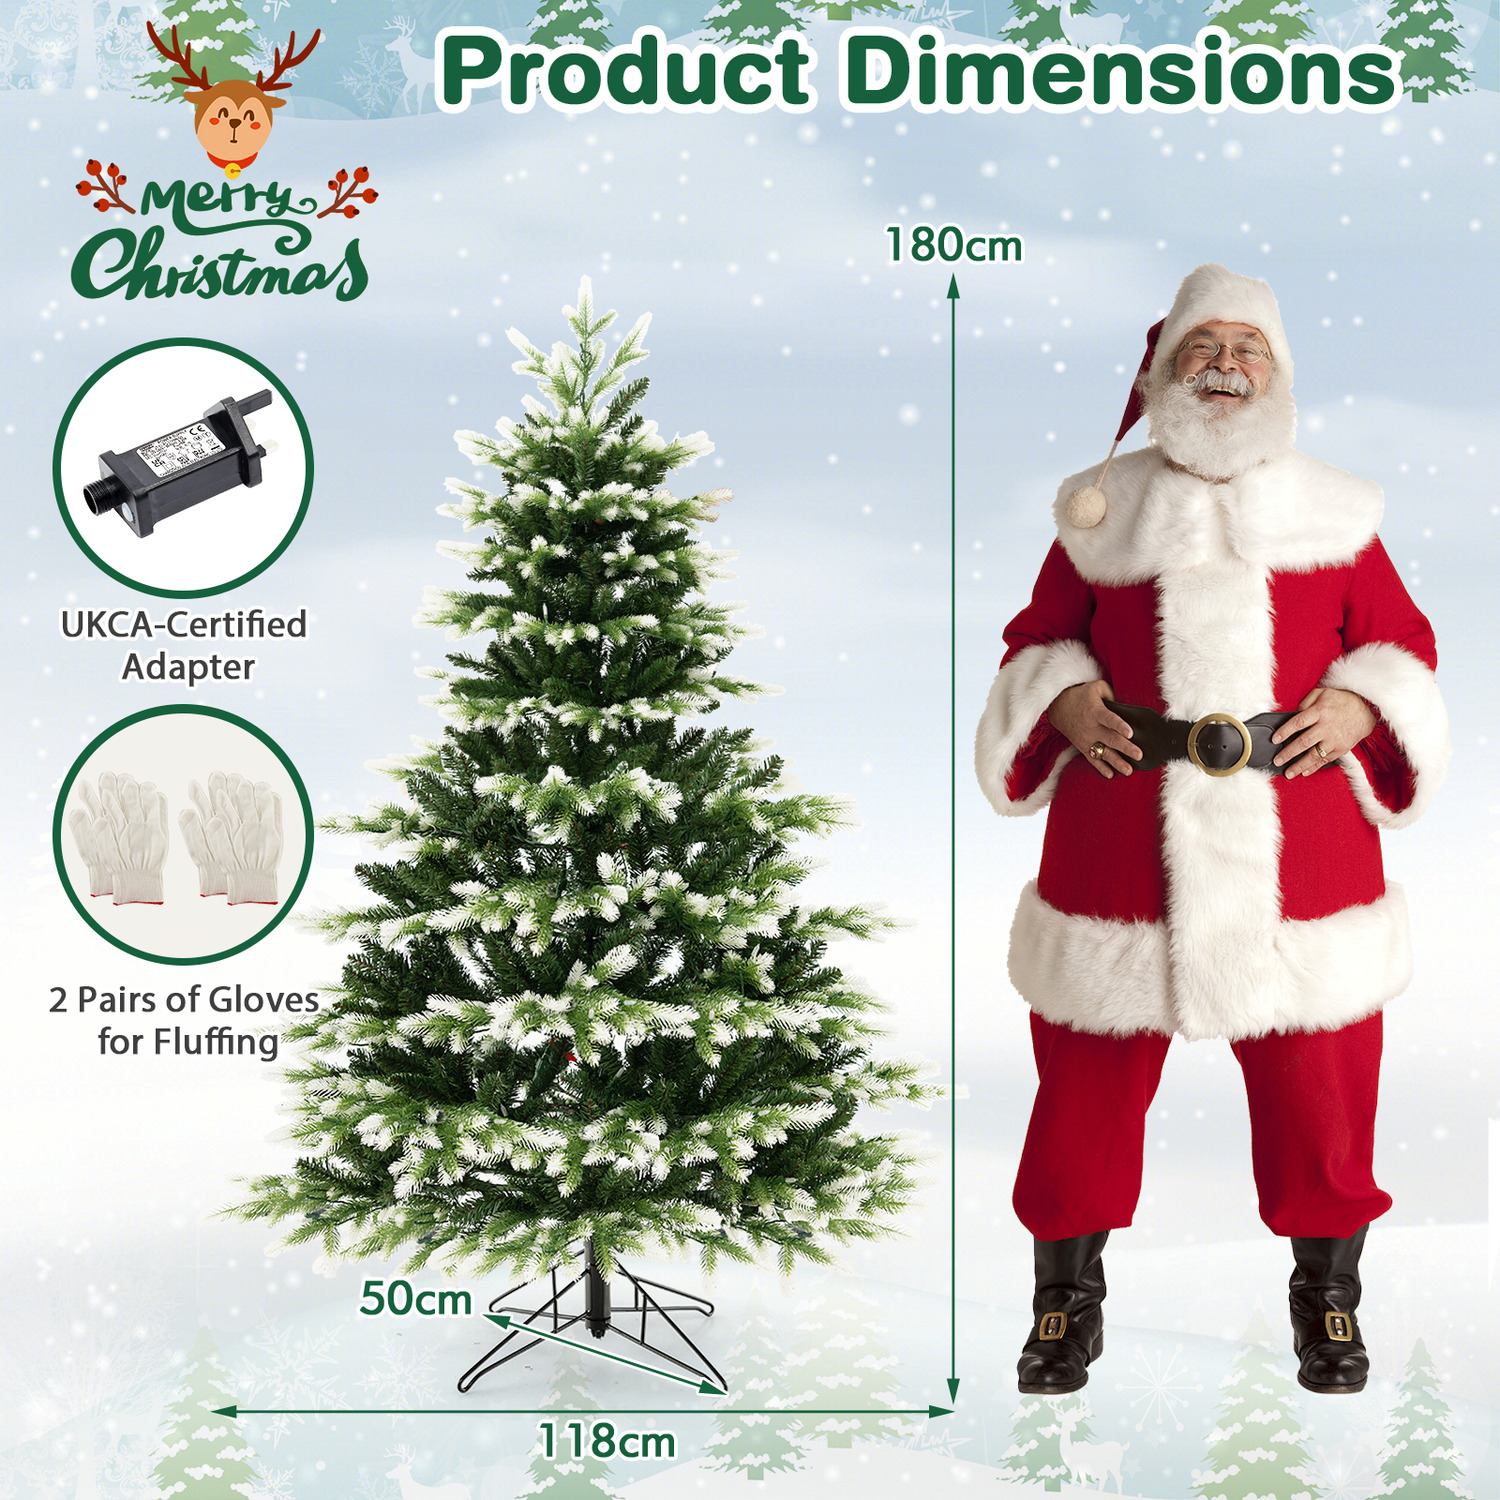 Product Dimensions
Merry
Christmas
180cm
UKCA-Certified
Adapter
2 Pairs of Gloves
for Fluffing
50cm
118cm